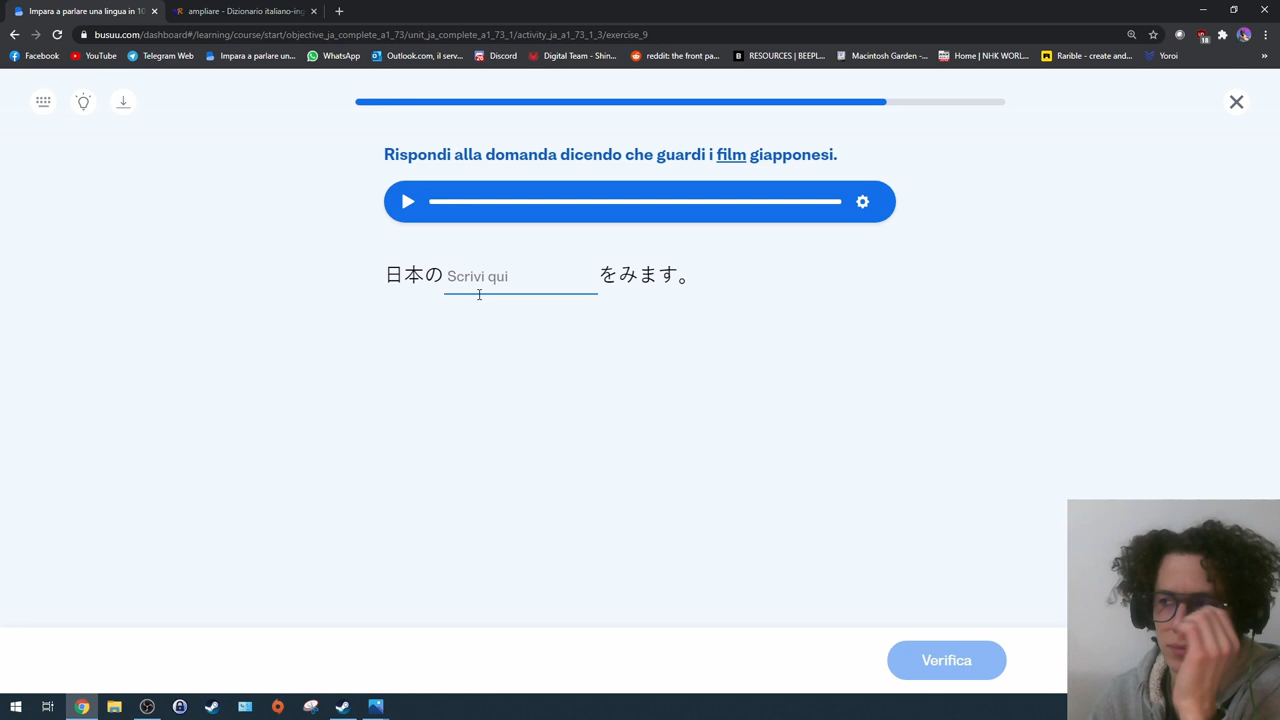 Impara a parlare una lingua in 10
ampliare - Dizionario italiano-ing
busuu.com/dashboard#/learning/course/start/objective_ja_complete_a1_73/unit_ja_complete_a1_73_1/activity_ja_a1_73_1_3/exercise_9
Facebook YouTube Telegram Web Impara a parlare un... WhatsApp Outlook.com, il serv... Discord Digital Team - Shin... reddit: the front pa... RESOURCES | BEEPL... Macintosh Garden -... Home | NHK WORL... Rarible - create and... Yoroi »
Rispondi alla domanda dicendo che guardi i film giapponesi.
日本の Scrivi qui をみます。
Verifica